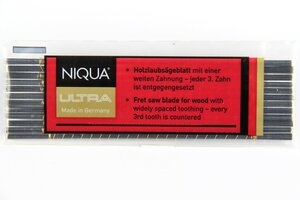 NIQUA®
ULTRA
Made in Germany
• Holzlaubsägeblatt mit einer
weiten Zahnung – jeder 3. Zahn
ist entgegengesetzt
• Fret saw blade for wood with
widely spaced toothing – every
3rd tooth is countered